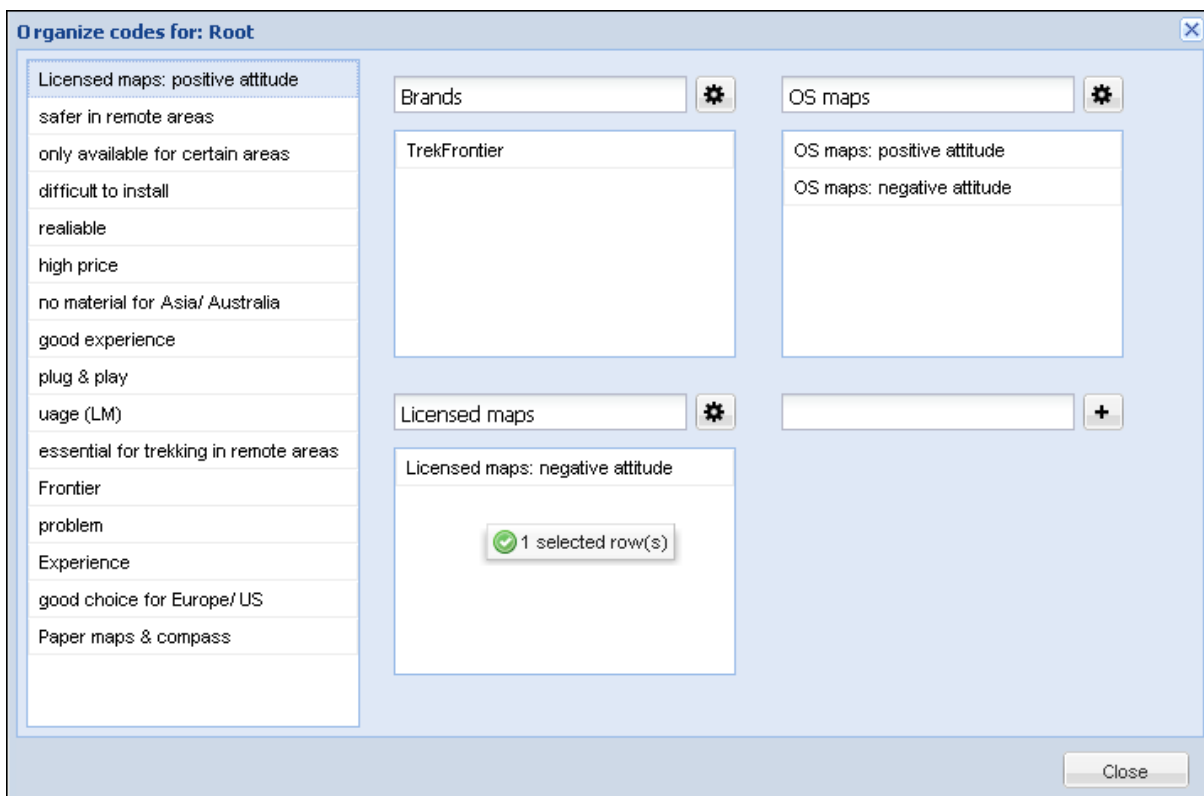 Organize codes for: Root
Licensed maps: positive attitude
safer in remote areas
only available for certain areas
difficult to install
realiable
high price
no material for Asia/ Australia
good experience
plug & play
uage (LM)
essential for trekking in remote areas
Frontier
problem
Experience
good choice for Europe/ US
Paper maps & compass
Brands
TrekFrontier
OS maps
OS maps: positive attitude
OS maps: negative attitude
Licensed maps
Licensed maps: negative attitude
1 selected row(s)
Close